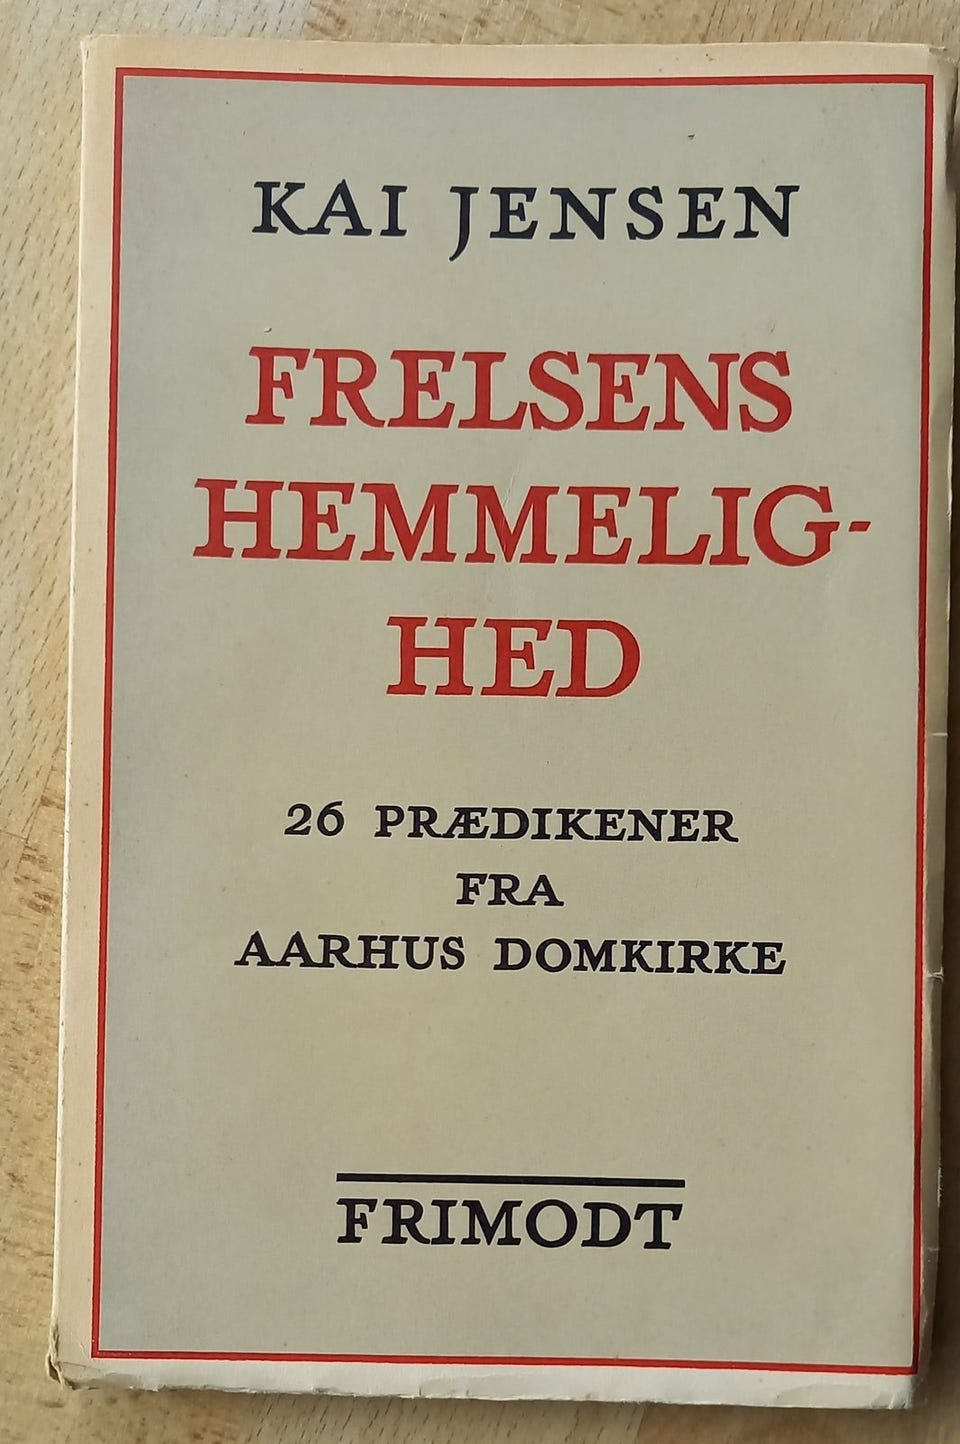 KAI JENSEN
FRELSENS
HEMMELIG-
HED
26 PRÆDIKENER
FRA
AARHUS DOMKIRKE
FRIMODT